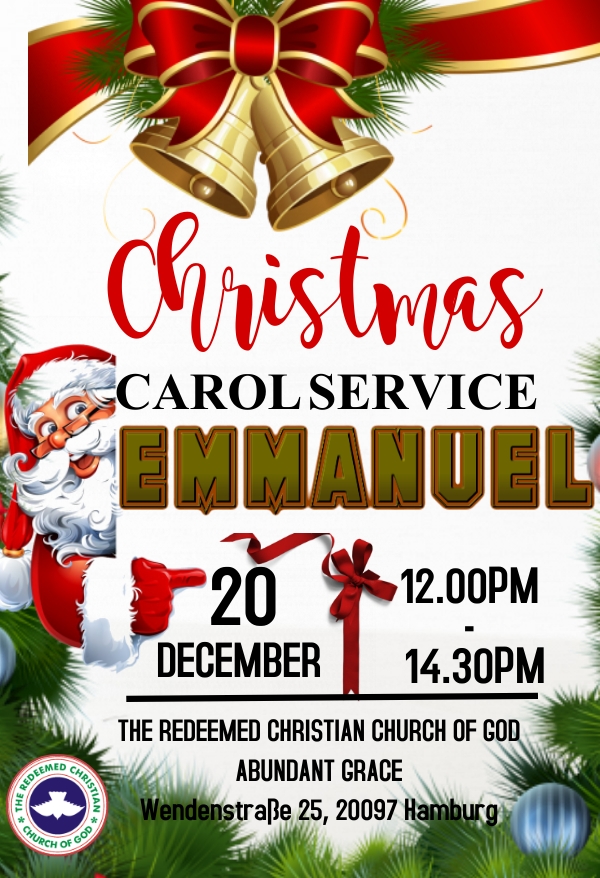 Christmas
CAROL SERVICE
EMMANUEL
20
DECEMBER
12.00PM
-
14.30PM
THE REDEEMED CHRISTIAN CHURCH OF GOD
ABUNDANT GRACE
Wendenstraße 25, 20097 Hamburg
THE REDEEMED CHRISTIAN
CHURCH OF GOD